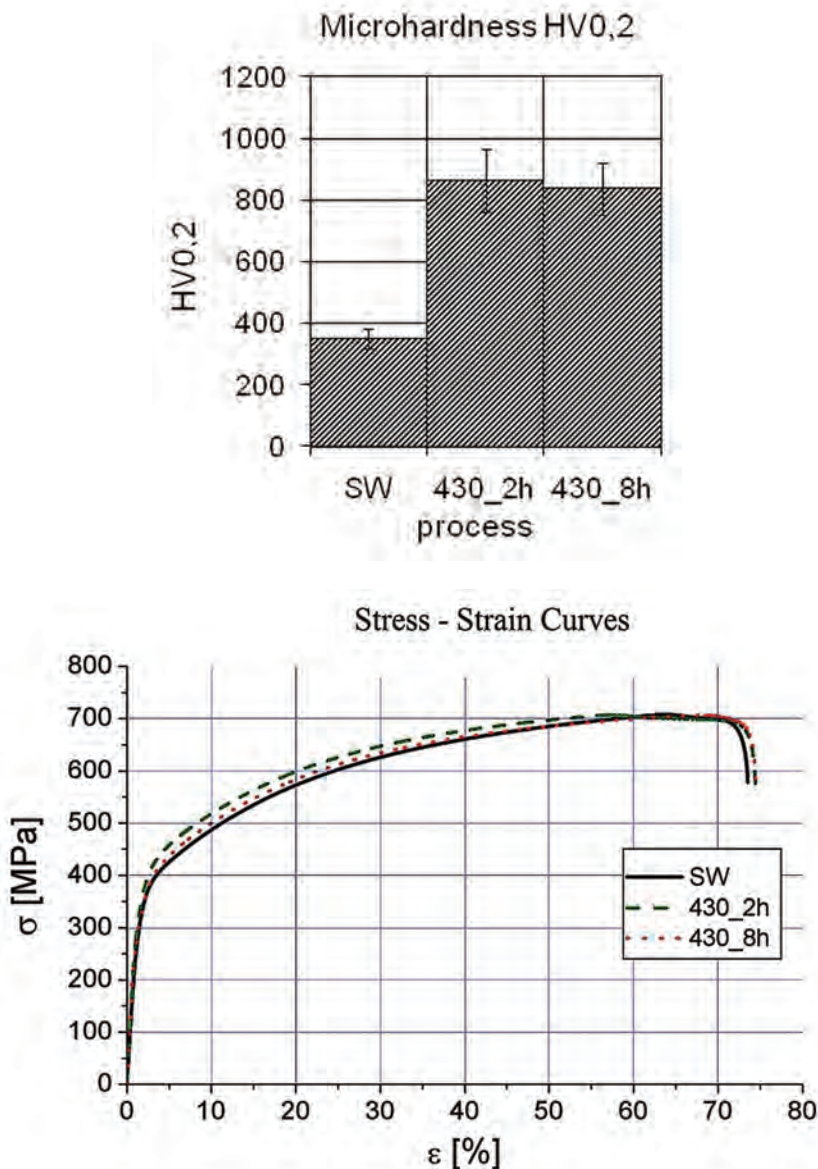 Microhardness HV0,2
1200
1000
800
600
400
200
0
HV0,2
SW 430_2h 430_8h
process
Stress - Strain Curves
800
700
600
500
400
300
200
100
0
σ [MPa]
SW
430_2h
430_8h
0 10 20 30 40 50 60 70 80
ε [%]